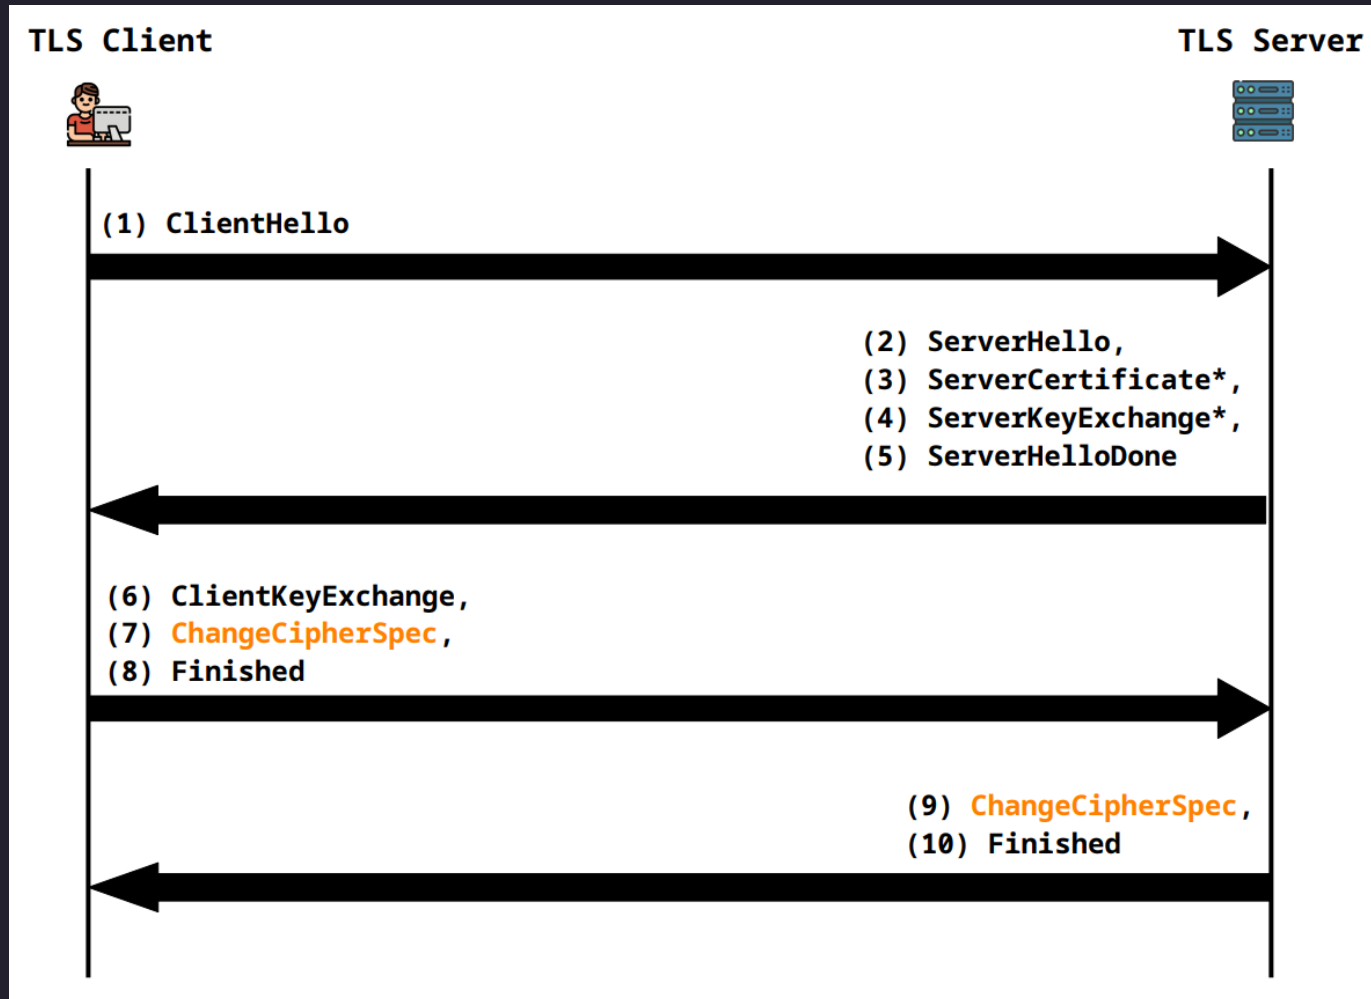 TLS Client
TLS Server
(1) ClientHello
(2) ServerHello,
(3) ServerCertificate*,
(4) ServerKeyExchange*,
(5) ServerHelloDone
(6) ClientKeyExchange,
(7) ChangeCipherSpec,
(8) Finished
(9) ChangeCipherSpec,
(10) Finished